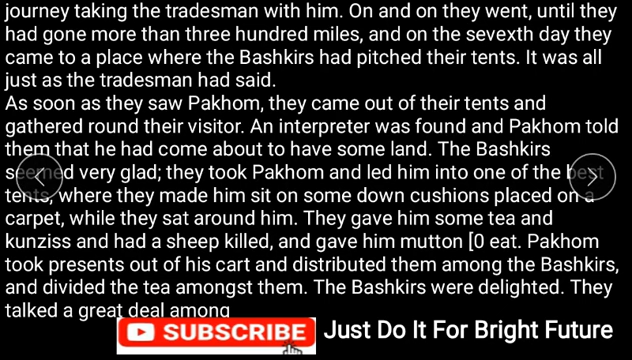 journey taking the tradesman with him. On and on they went, until they
had gone more than three hundred miles, and on the sevexth day they
came to a place where the Bashkirs had pitched their tents. It was all
just as the tradesman had said.
As soon as they saw Pakhom, they came out of their tents and
gathered round their visitor. An interpreter was found and Pakhom told
them that he had come about to have some land. The Bashkirs
seemed very glad; they took Pakhom and led him into one of the best
tents, where they made him sit on some down cushions placed on a
carpet, while they sat around him. They gave him some tea and
kunziss and had a sheep killed, and gave him mutton [0 eat. Pakhom
took presents out of his cart and distributed them among the Bashkirs,
and divided the tea amongst them. The Bashkirs were delighted. They
talked a great deal among
SUBSCRIBE Just Do It For Bright Future